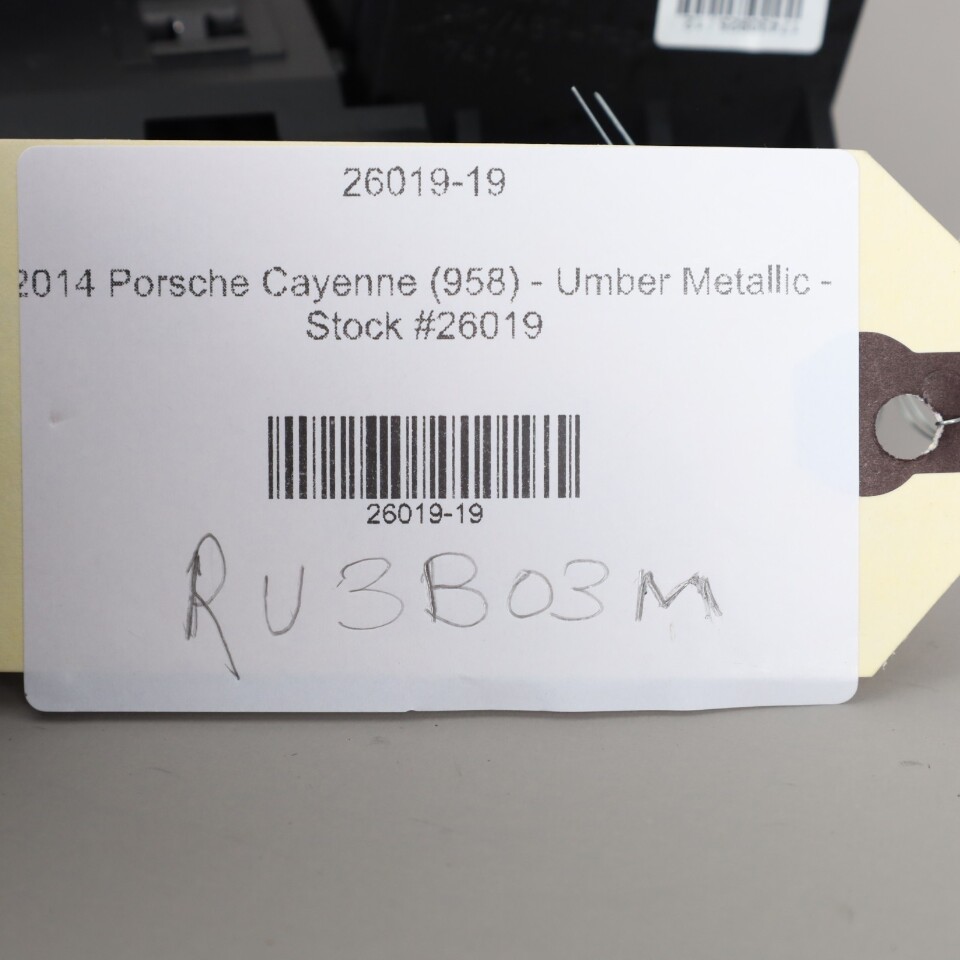 26019-19
2014 Porsche Cayenne (958) - Umber Metallic -
Stock #26019
26019-19
RU3B03M